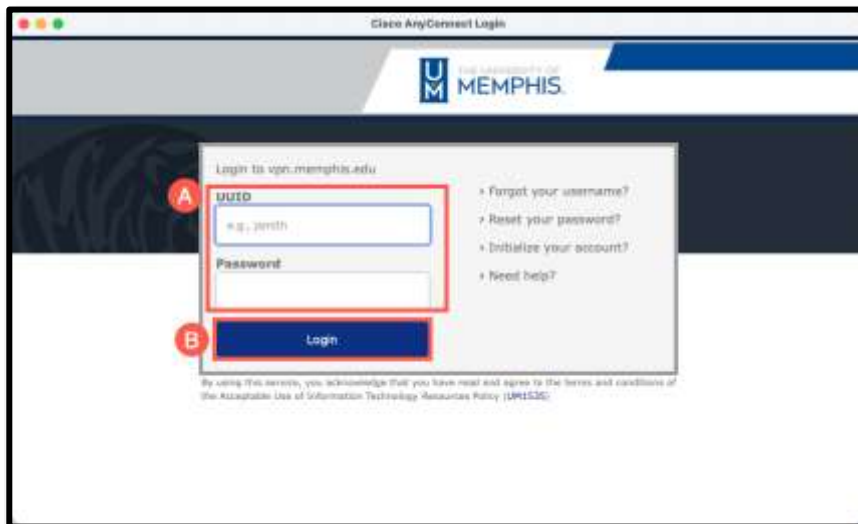 Cisco AnyConnect Login
UM
THE UNIVERSITY OF
MEMPHIS.
Login to vpn.memphis.edu
A
UUID
e.g., jsmith
Password
B
Login
› Forgot your username?
› Reset your password?
› Initialize your account?
› Need help?
By using this service, you acknowledge that you have read and agree to the terms and conditions of
the Acceptable Use of Information Technology Resources Policy (UM1535)